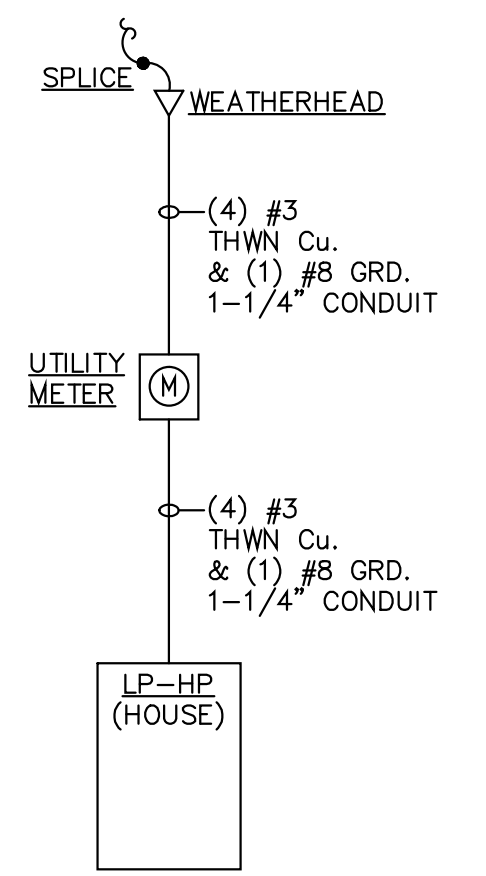 SPLICE
WEATHERHEAD
(4) #3
THWN Cu.
& (1) #8 GRD.
1-1/4” CONDUIT
UTILITY
METER
M
(4) #3
THWN Cu.
& (1) #8 GRD.
1-1/4” CONDUIT
LP-HP
(HOUSE)